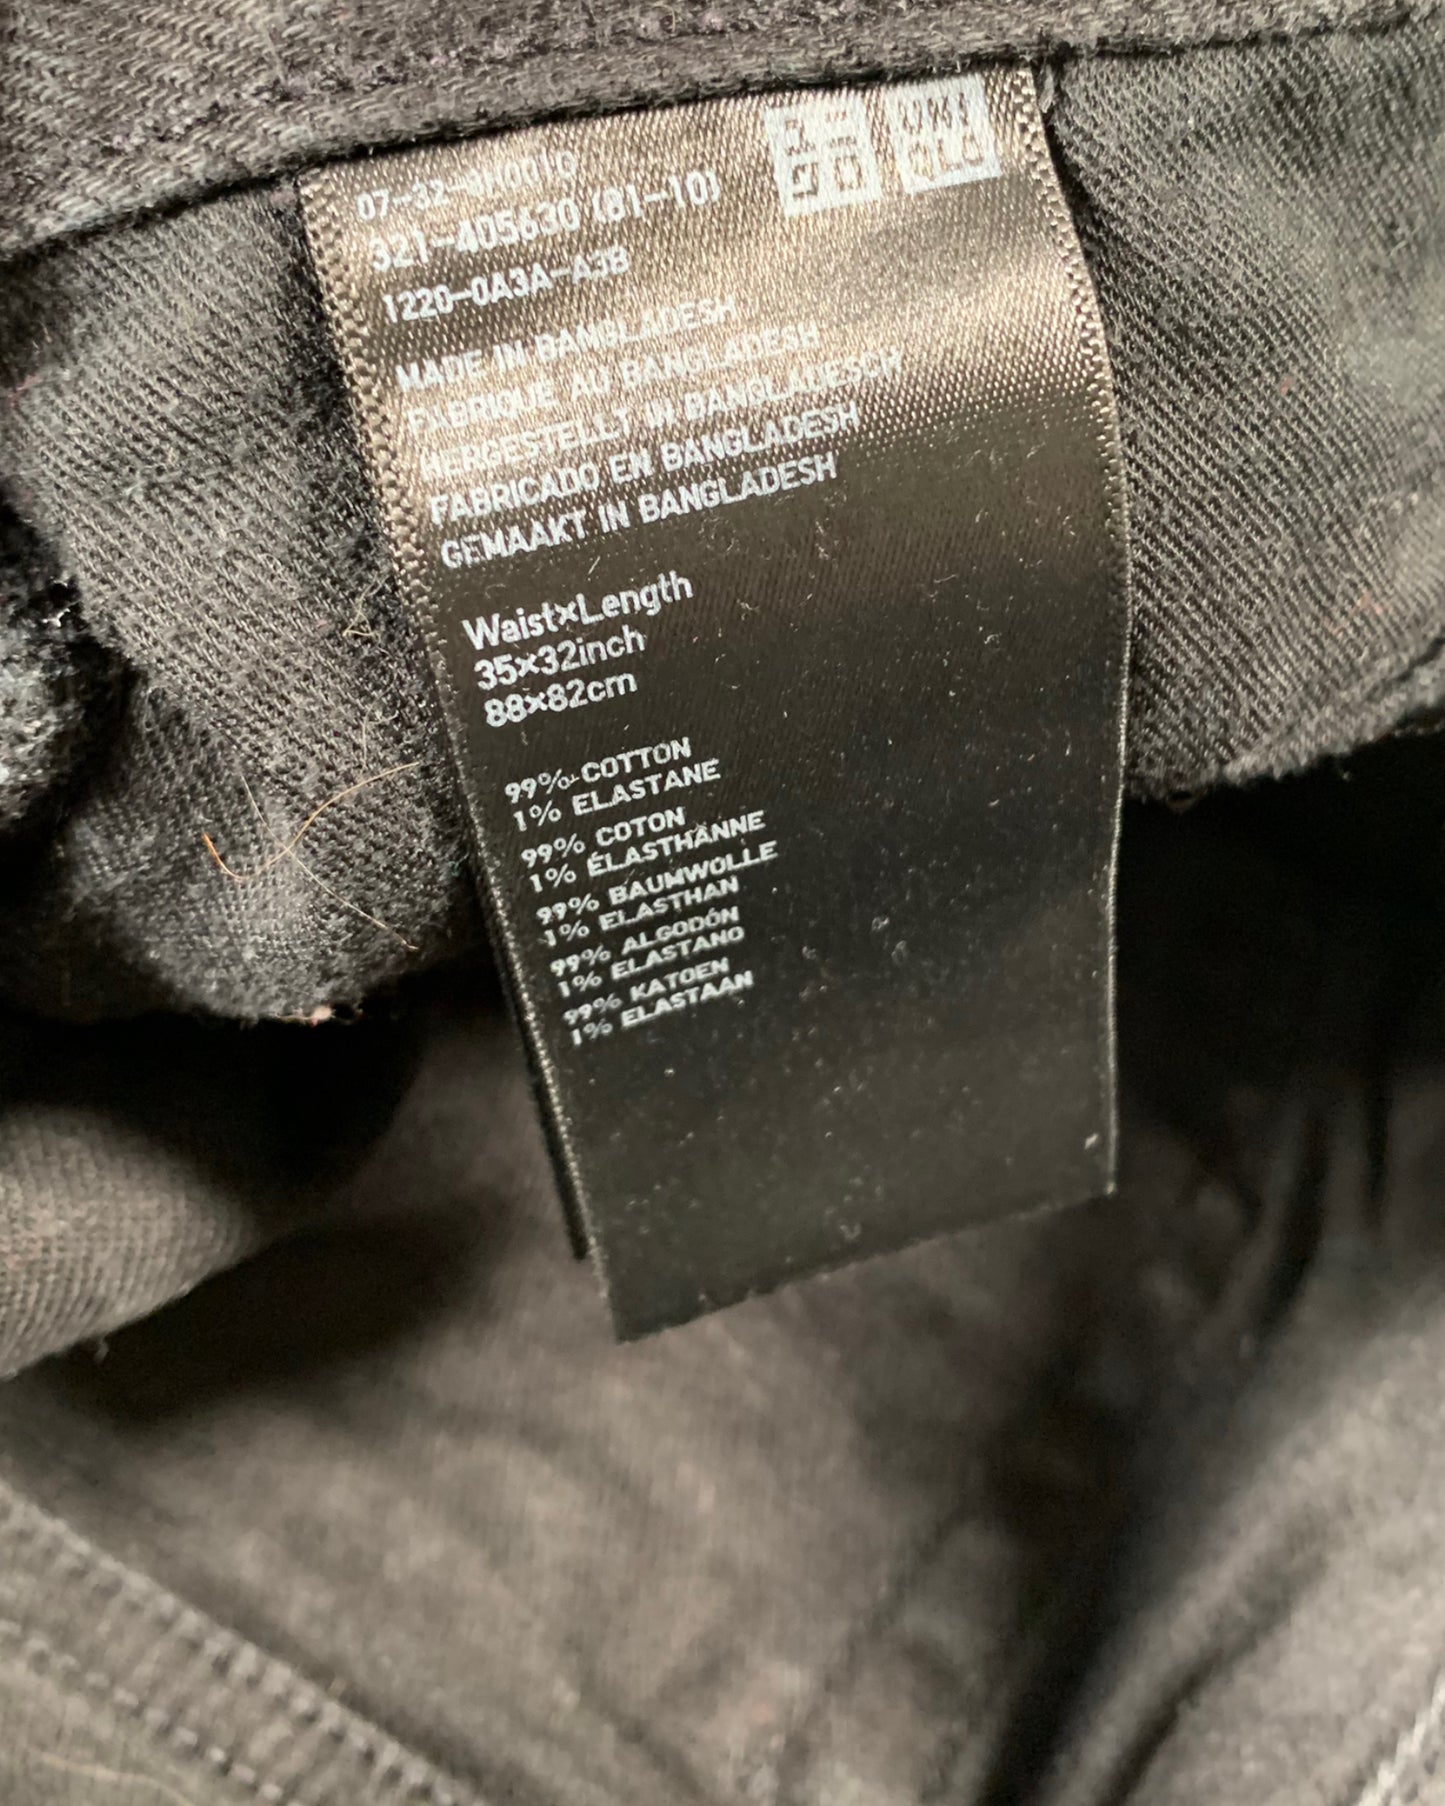 321-405630 (81-10)
1220-0A3A-A3B
MADE IN BANGLADESH
FABRIQUÉ AU BANGLADESH
HERGESTELLT IN BANGLADESCH
FABRICADO EN BANGLADESH
GEMAAKT IN BANGLADESH
Waist×Length
35×32inch
88×82cm
99% COTTON
1% ELASTANE
99% COTON
1% ÉLASTHANNE
99% BAUMWOLLE
1% ELASTHAN
99% ALGODÓN
1% ELASTANO
99% KATOEN
1% ELASTAAN